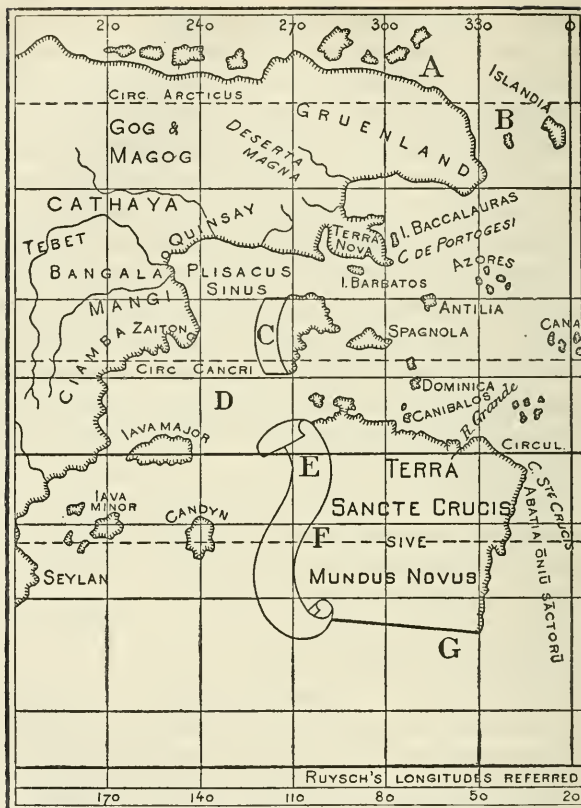 210 240 270 300 330 0
A
ISLANDIA
CIRC. ARCTICUS
B
GOG &
MAGOG
DESERTA
MAGNA
GRUENLAND
CATHAYA
QUINSAY
TERRA
NOVA
I. BACCALAURAS
C DE PORTOGESI
TEBET
BANGALA
PLISACUS
SINUS
I. BARBATOS
AZORES
MANGI
ANTILIA
CIAMBA
ZAITON
C
SPAGNOLA
CANA
CIRC CANCRI
D
DOMINICA
CANIBALOS
R. Grande
IAVA MAJOR
CIRCUL.
E
TERRA
SANCTE CRUCIS
SIVE
MUNDUS NOVUS
C. STE CRUCIS
ABATIA ŌNIŪ SĀCTORŪ
IAVA
MINOR
CANDYN
F
SEYLAN
G
RUYSCH'S LONGITUDES REFERRED
170 140 110 80 50 20